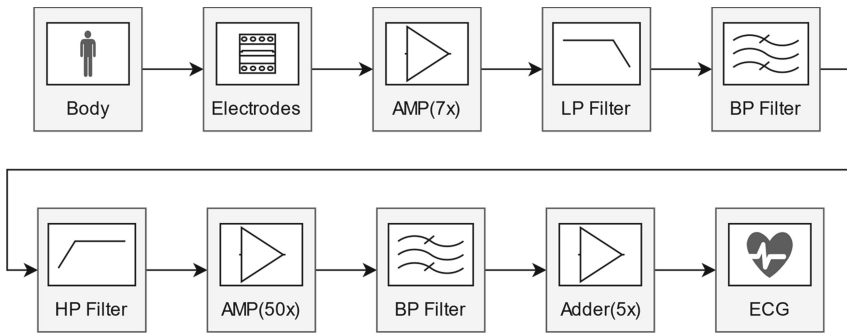 Body
Electrodes
AMP(7x)
LP Filter
BP Filter
HP Filter
AMP(50x)
BP Filter
Adder(5x)
ECG